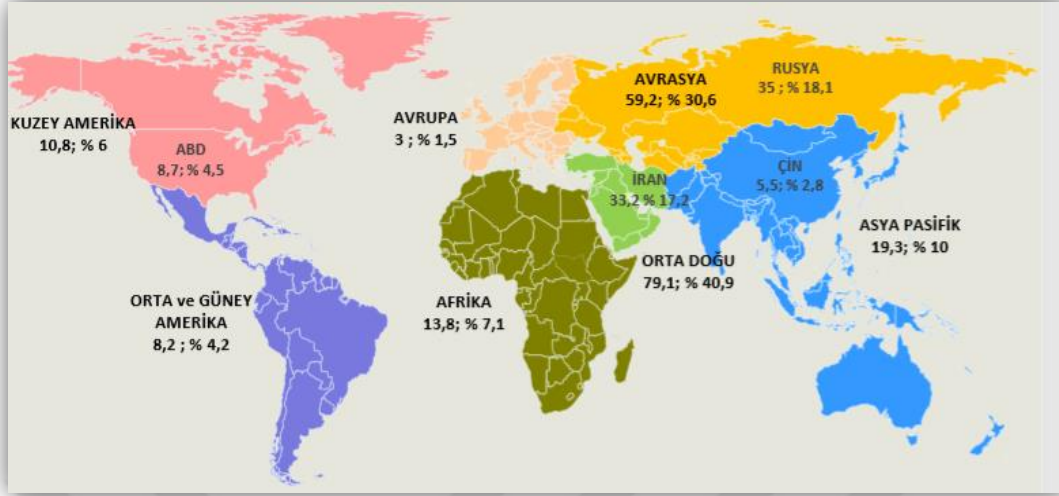 KUZEY AMERİKA
10,8; % 6
ABD
8,7; % 4,5
ORTA ve GÜNEY
AMERİKA
8,2 ; % 4,2
AVRUPA
3 ; % 1,5
AFRİKA
13,8; % 7,1
AVRASYA
59,2; % 30,6
RUSYA
35 ; % 18,1
İRAN
33,2 % 17,2
ORTA DOĞU
79,1; % 40,9
ÇİN
5,5; % 2,8
ASYA PASİFİK
19,3; % 10